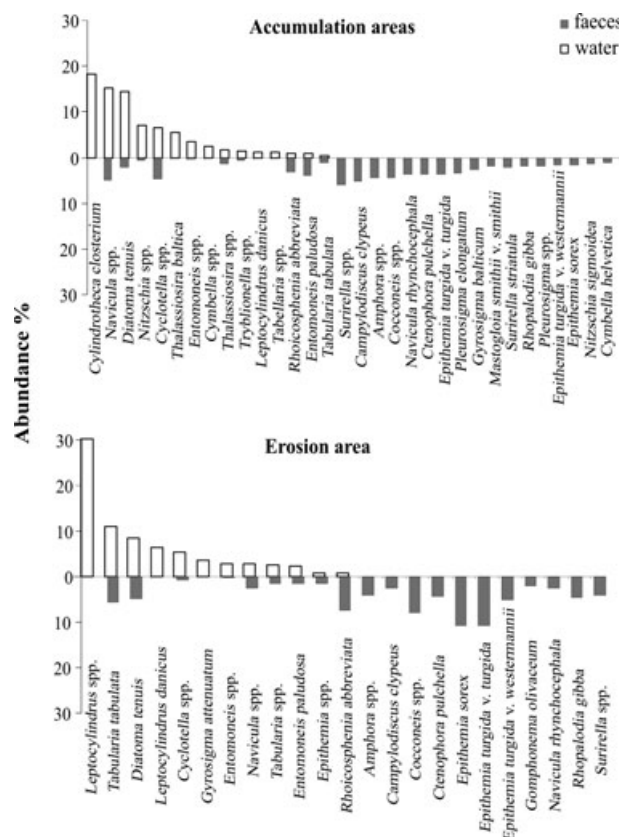 Accumulation areas
faeces
water
30
20
10
0
10
20
30
Cylindrotheca closterium
Navicula spp.
Diatoma tenuis
Nitzschia spp.
Cyclotella spp.
Thalassiosira baltica
Entomoneis spp.
Cymbella spp.
Thalassiosira spp.
Tryblionella spp.
Leptocylindrus danicus
Tabellaria spp.
Rhoicosphenia abbreviata
Entomoneis paludosa
Tabularia tabulata
Surirella spp.
Campylodiscus clypeus
Amphora spp.
Cocconeis spp.
Navicula rhynchocephala
Ctenophora pulchella
Epithemia turgida v. turgida
Pleurosigma elongatum
Gyrosigma balticum
Mastogloia smithii v. smithii
Surirella striatula
Rhopalodia gibba
Pleurosigma spp.
Epithemia turgida v. westermannii
Epithemia sorex
Nitzschia sigmoidea
Cymbella helvetica
Abundance %
Erosion area
30
20
10
0
10
20
30
Leptocylindrus spp.
Tabularia tabulata
Diatoma tenuis
Leptocylindrus danicus
Cyclotella spp.
Gyrosigma attenuatum
Entomoneis spp.
Navicula spp.
Tabularia spp.
Entomoneis paludosa
Epithemia spp.
Rhoicosphenia abbreviata
Amphora spp.
Campylodiscus clypeus
Cocconeis spp.
Ctenophora pulchella
Epithemia sorex
Epithemia turgida v. turgida
Epithemia turgida v. westermannii
Gomphonema olivaceum
Navicula rhynchocephala
Rhopalodia gibba
Surirella spp.